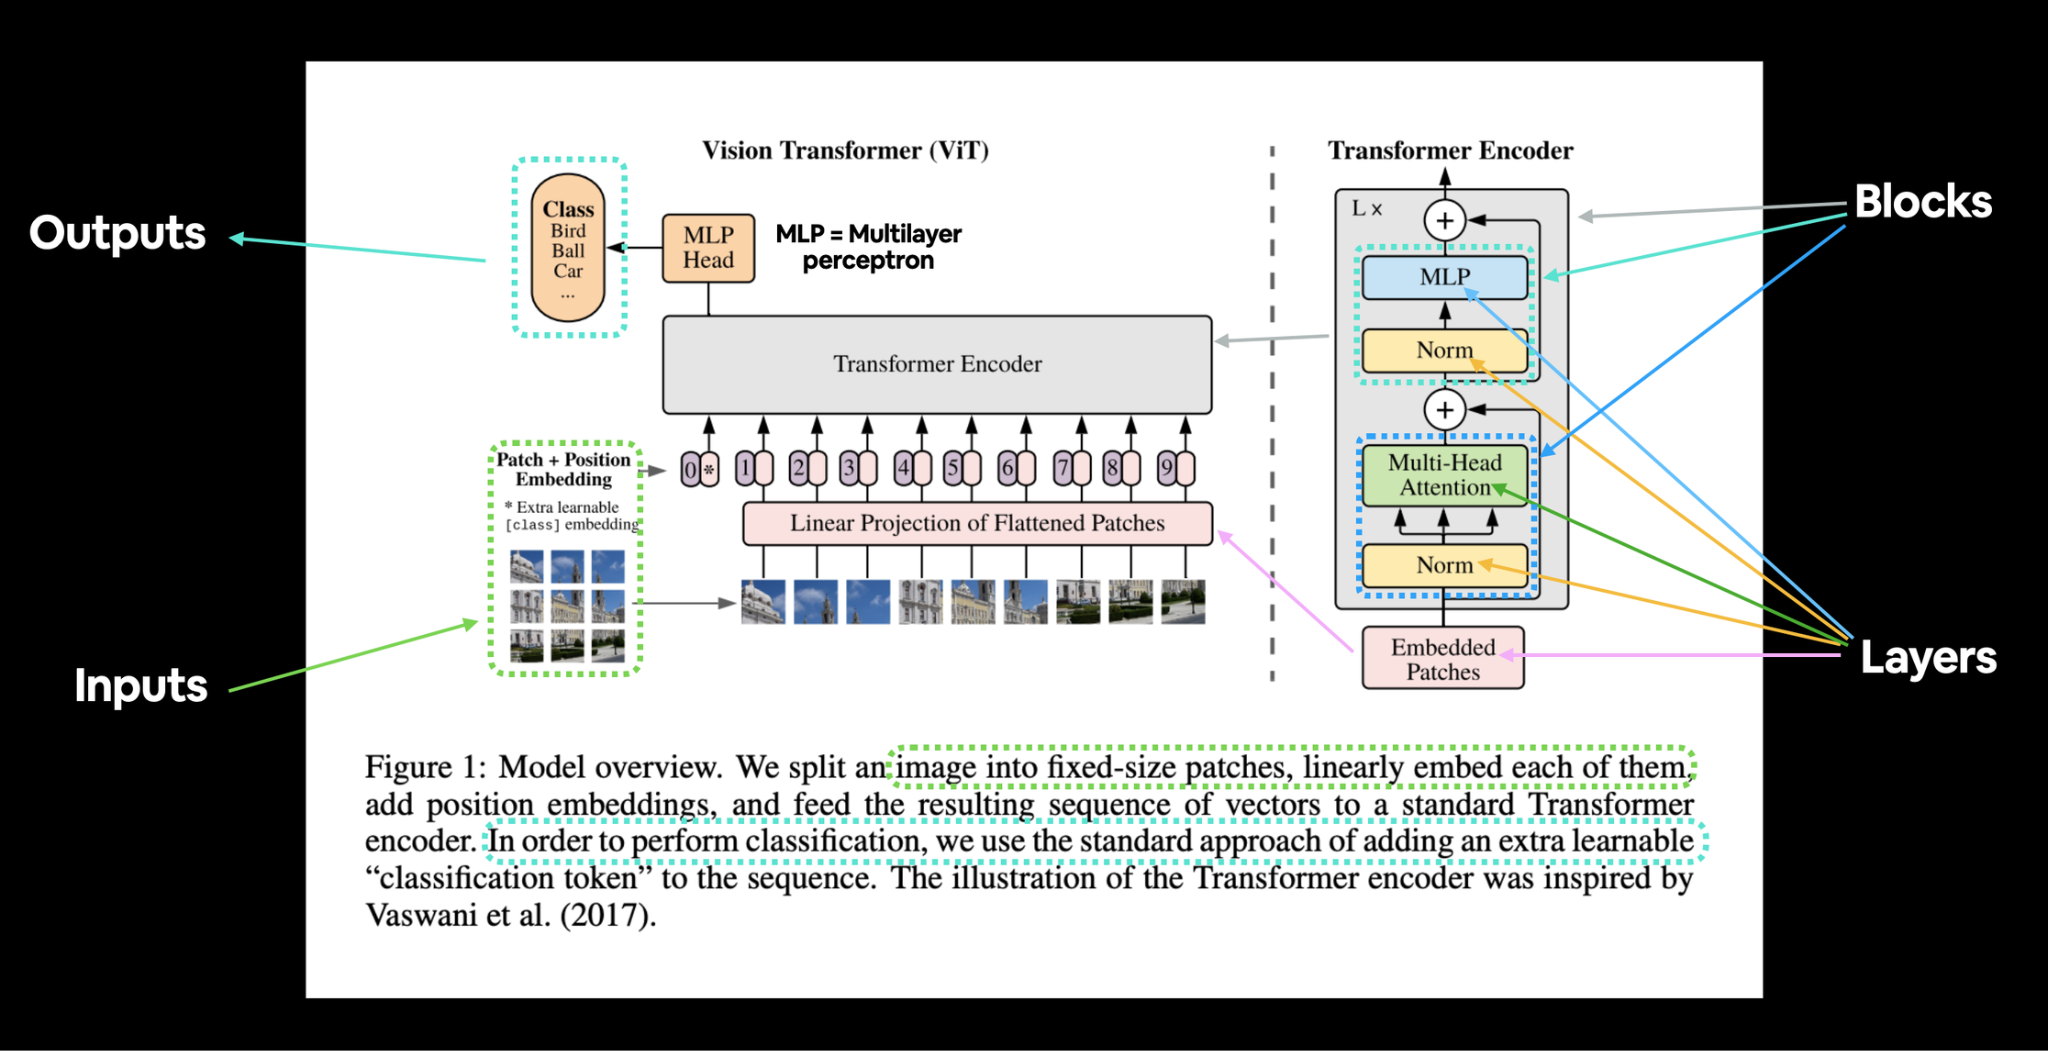 Vision Transformer (ViT)
Transformer Encoder
Outputs
Class
Bird
Ball
Car
...
MLP
Head
MLP = Multilayer
perceptron
Transformer Encoder
Patch + Position
Embedding
* Extra learnable
[class] embedding
0 * 1 2 3 4 5 6 7 8 9
Linear Projection of Flattened Patches
Inputs
L ×
+
MLP
Norm
+
Multi-Head
Attention
Norm
Embedded
Patches
Blocks
Layers
Figure 1: Model overview. We split an image into fixed-size patches, linearly embed each of them,
add position embeddings, and feed the resulting sequence of vectors to a standard Transformer
encoder. In order to perform classification, we use the standard approach of adding an extra learnable
“classification token” to the sequence. The illustration of the Transformer encoder was inspired by
Vaswani et al. (2017).